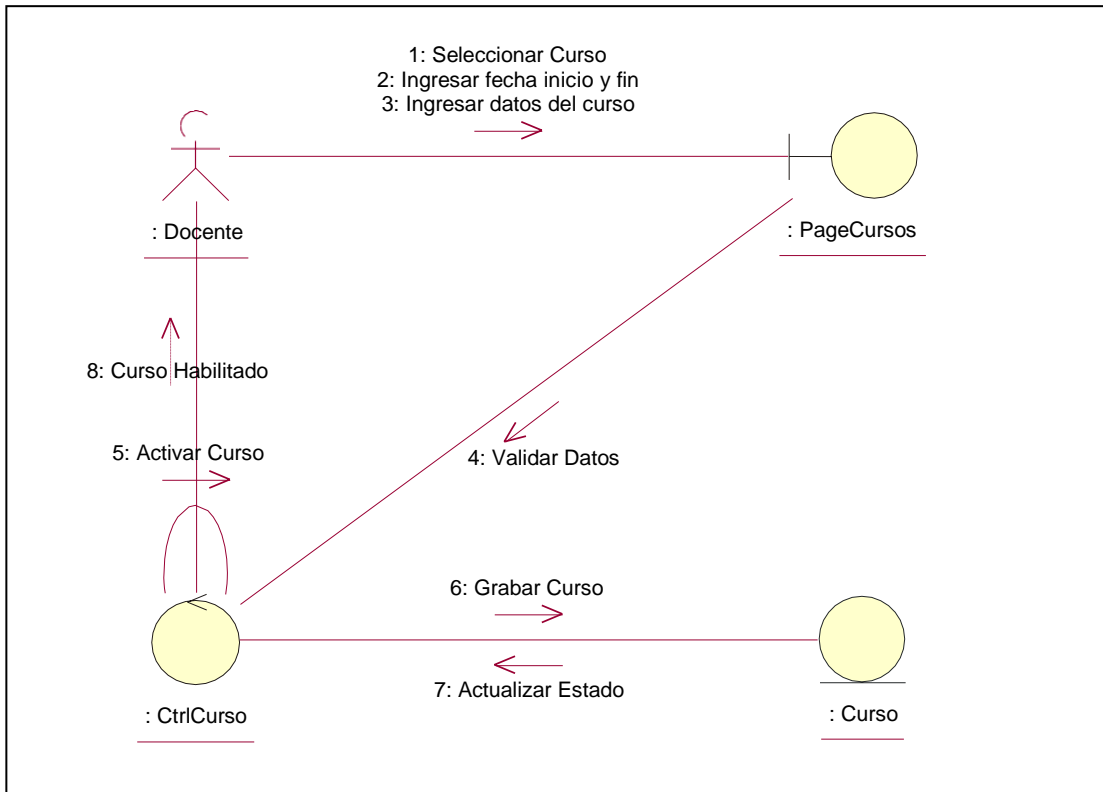 1: Seleccionar Curso
2: Ingresar fecha inicio y fin
3: Ingresar datos del curso
: Docente
: PageCursos
8: Curso Habilitado
5: Activar Curso
4: Validar Datos
6: Grabar Curso
7: Actualizar Estado
: CtrlCurso
: Curso